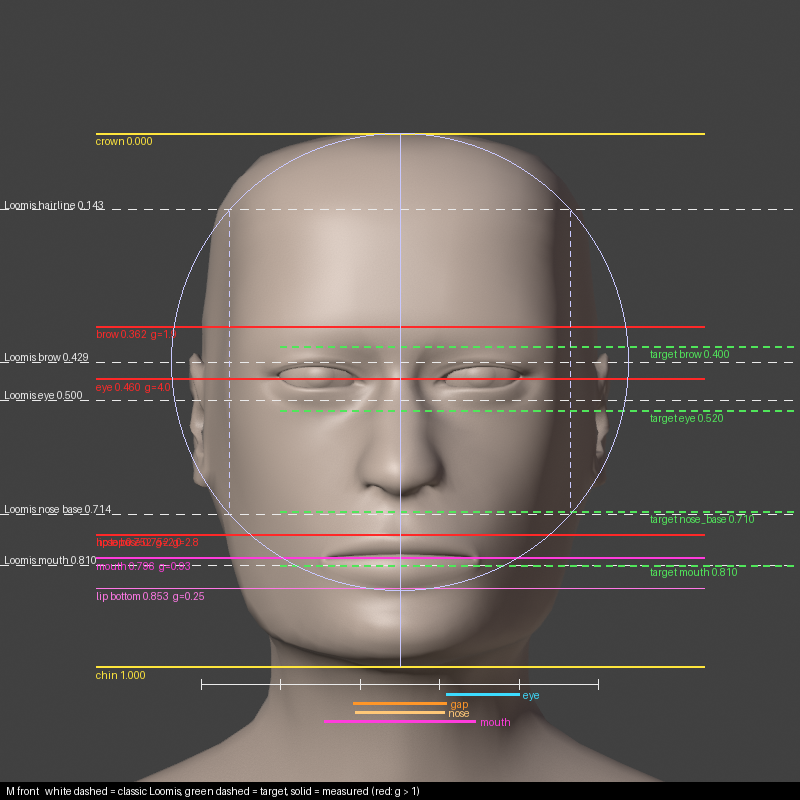 crown 0.000
Loomis hairline 0.143
brow 0.362 g=1.
target brow 0.400
Loomis brow 0.429
eye 0.460 g=4.0
Loomis eye 0.500
target eye 0.520
Loomis nose base 0.714
target nose_base 0.710
Loomis mouth 0.810
mouth 0.796 g=0.93
target mouth 0.810
lip bottom 0.853 g=0.25
chin 1.000
eye
gap
nose
mouth
M front white dashed = classic Loomis, green dashed = target, solid = measured (red: g > 1)